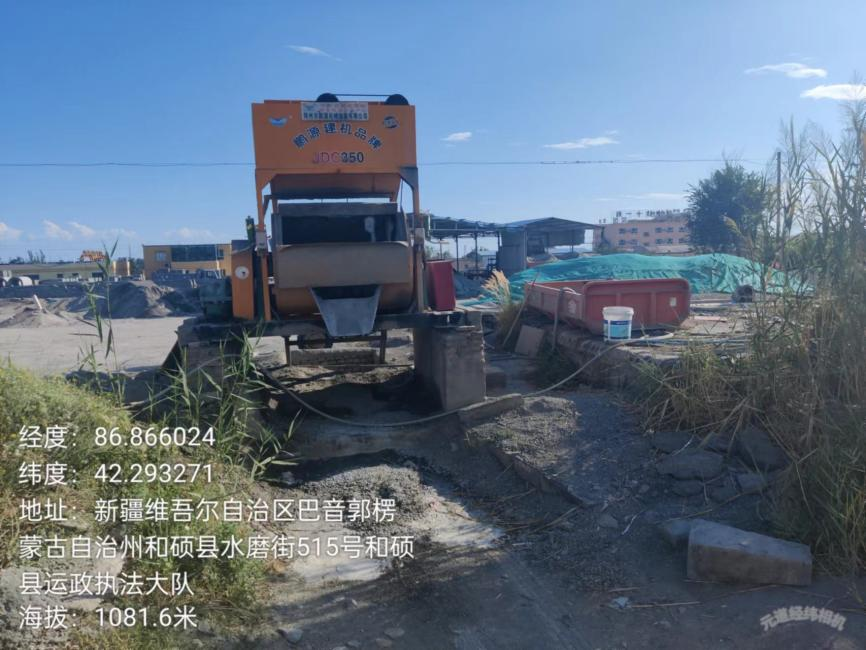 鹏源建机品牌
JDC350
经度：86.866024
纬度：42.293271
地址：新疆维吾尔自治区巴音郭楞
蒙古自治州和硕县水磨街515号和硕
县运政执法大队
海拔：1081.6米
元道经纬相机